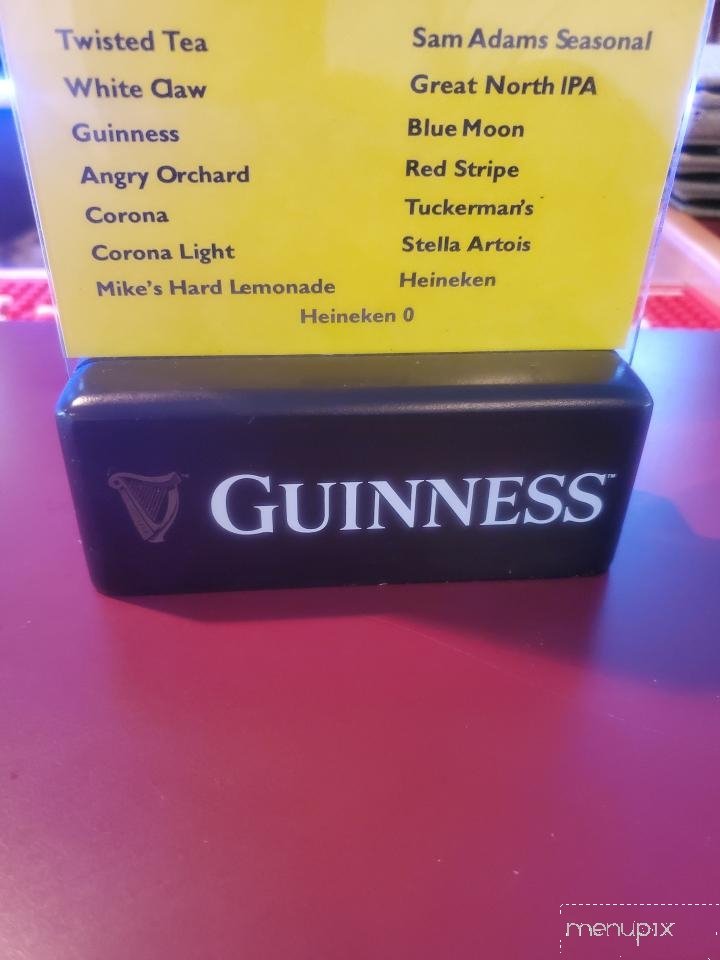 Twisted Tea
White Claw
Guinness
Angry Orchard
Corona
Corona Light
Mike's Hard Lemonade
Sam Adams Seasonal
Great North IPA
Blue Moon
Red Stripe
Tuckerman's
Stella Artois
Heineken
Heineken 0
GUINNESS™
menupix